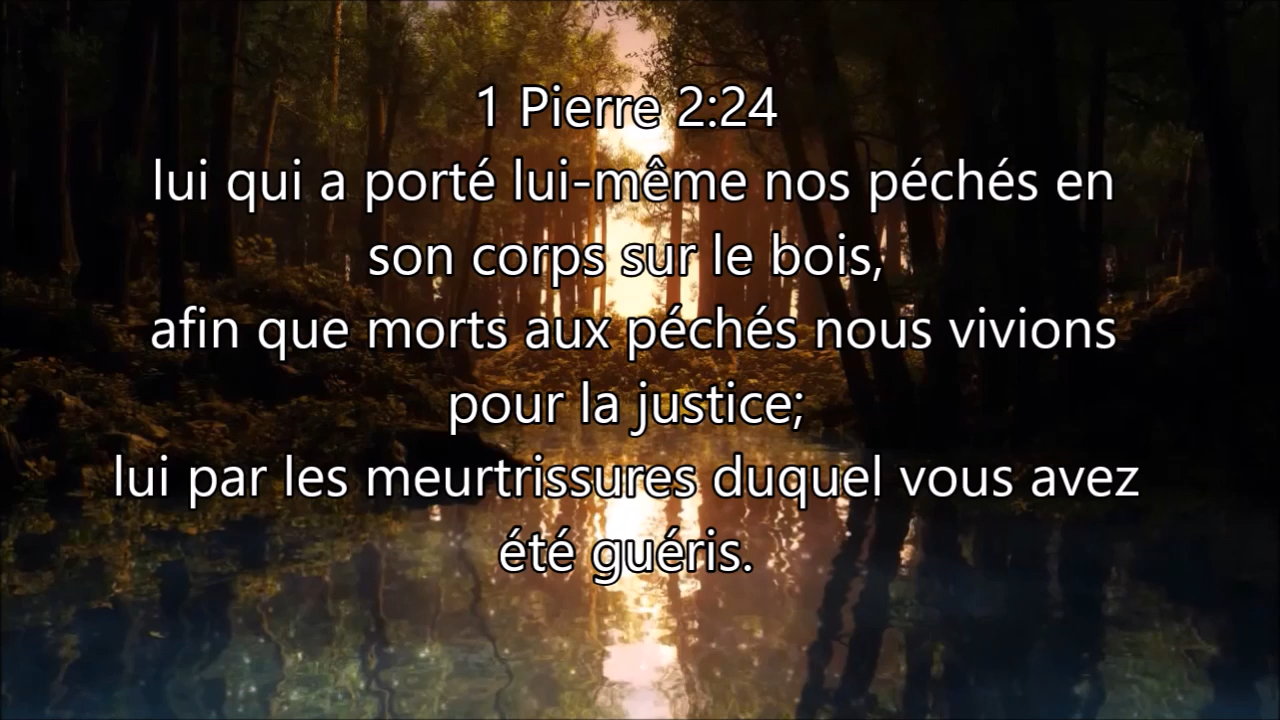 1 Pierre 2:24
lui qui a porté lui-même nos péchés en
son corps sur le bois,
afin que morts aux péchés nous vivions
pour la justice;
lui par les meurtrissures duquel vous avez
été guéris.